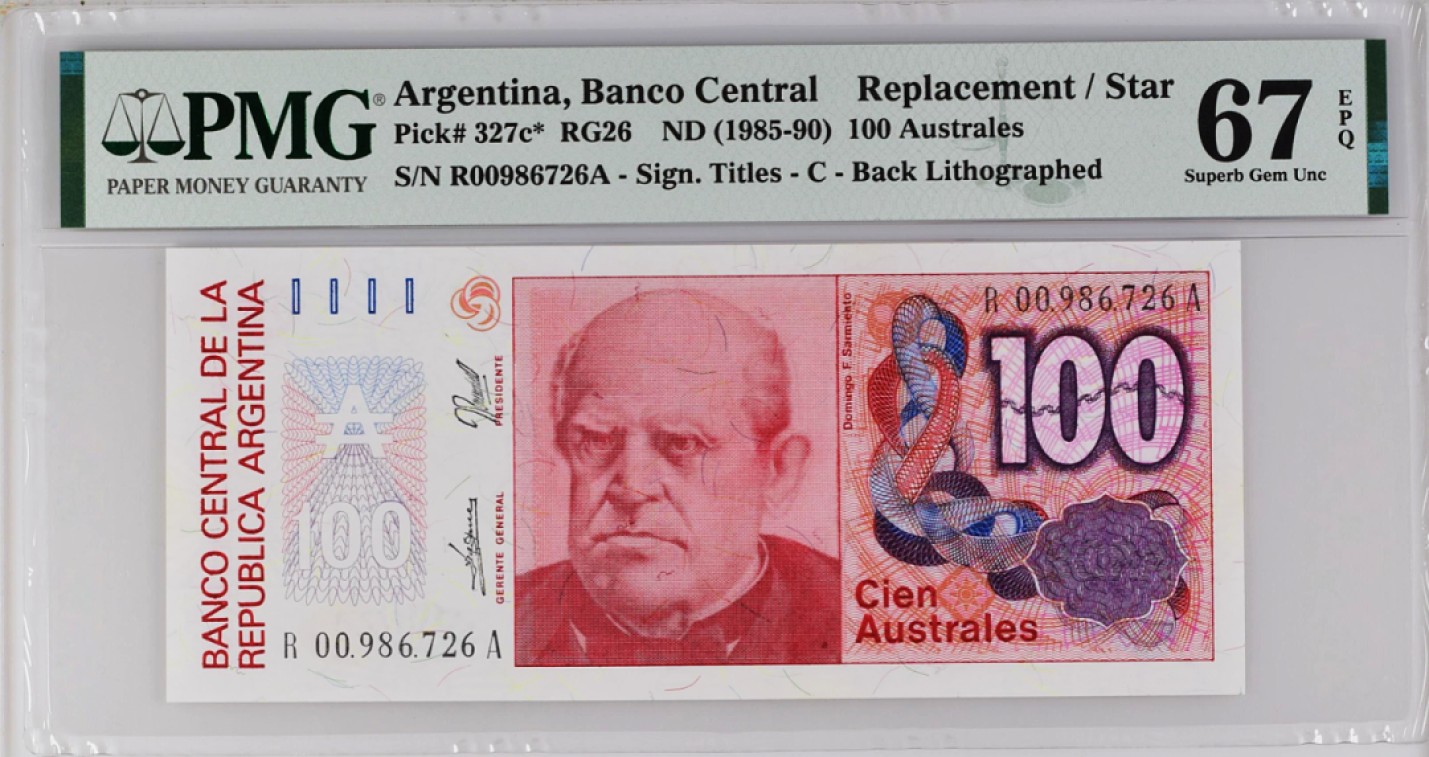 PMG®
PAPER MONEY GUARANTY
Argentina, Banco Central Replacement / Star
Pick# 327c* RG26 ND (1985-90) 100 Australes
S/N R00986726A - Sign. Titles - C - Back Lithographed
67
EPQ
Superb Gem Unc
BANCO CENTRAL DE LA
REPUBLICA ARGENTINA
100
R 00.986.726 A
PRESIDENTE
GERENTE GENERAL
Domingo F. Sarmiento
R 00.986.726 A
100
Cien
Australes